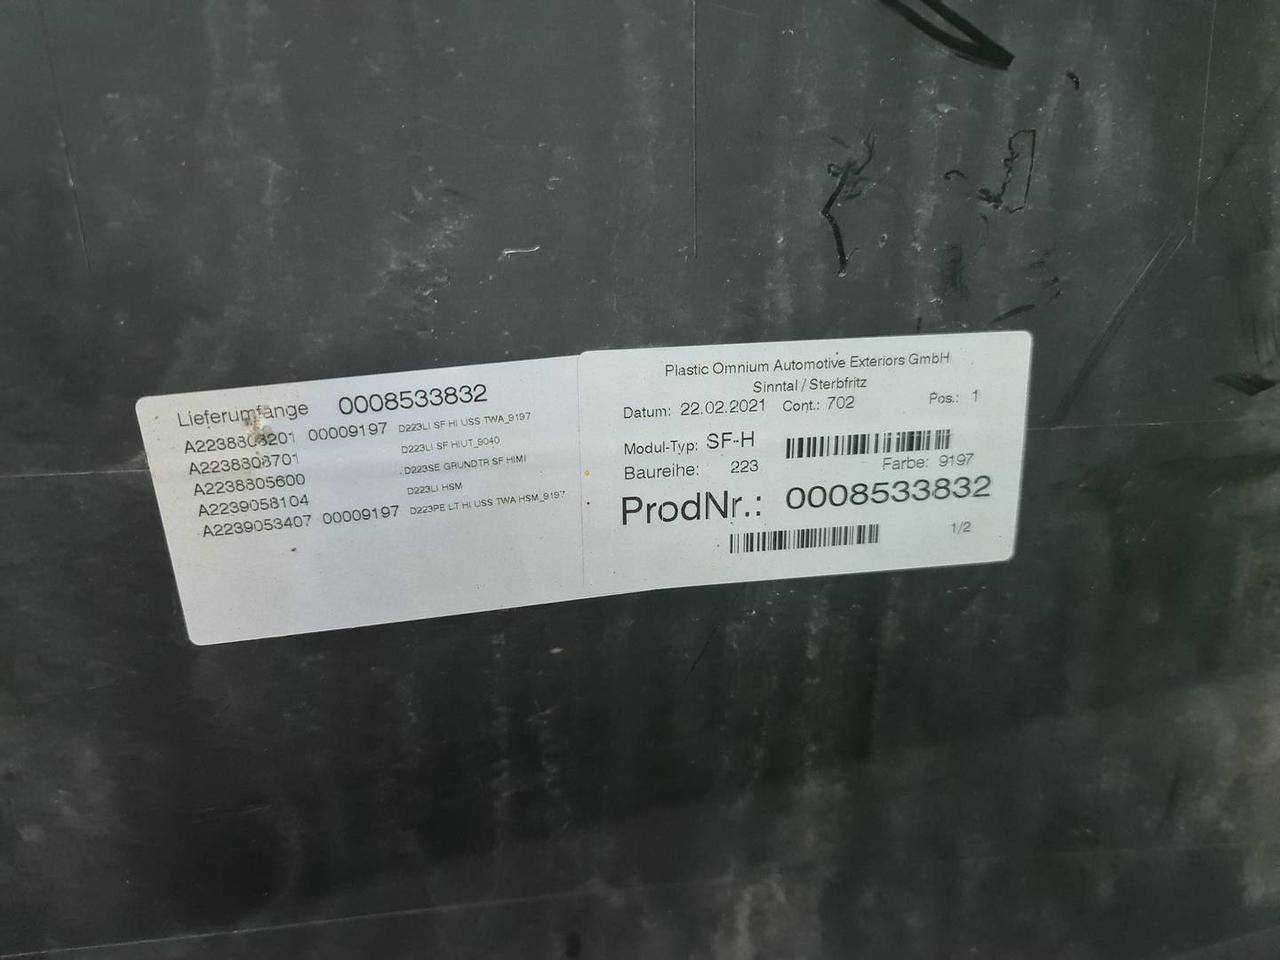 Lieferumfänge 0008533832
A2238803201 00009197 D223LI SF HI USS TWA_9197
A2238808701 D223LI SF HIUT_9040
A2238805600 D223SE GRUNDTR SF HIMI
A2239058104 D223LI HSM
A2239053407 00009197 D223PE LT HI USS TWA HSM_9197
Plastic Omnium Automotive Exteriors GmbH
Sinntal / Sterbfritz
Datum: 22.02.2021 Cont.: 702 Pos.: 1
Modul-Typ: SF-H
Baureihe: 223 Farbe: 9197
ProdNr.: 0008533832
1/2